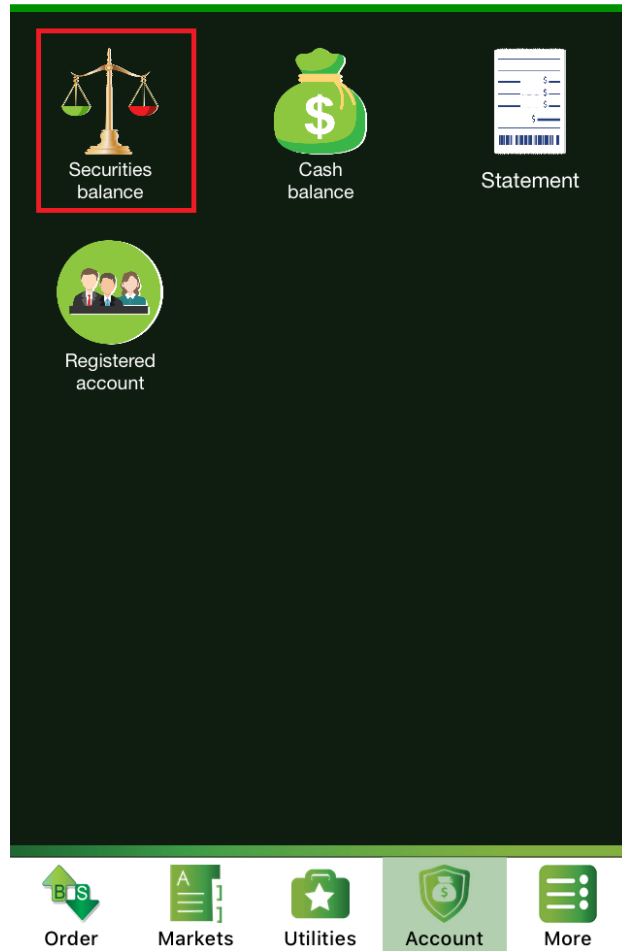 $
$
$
$
$
Securities
balance
Cash
balance
Statement
Registered
account
B S
A
$
Order
Markets
Utilities
Account
More